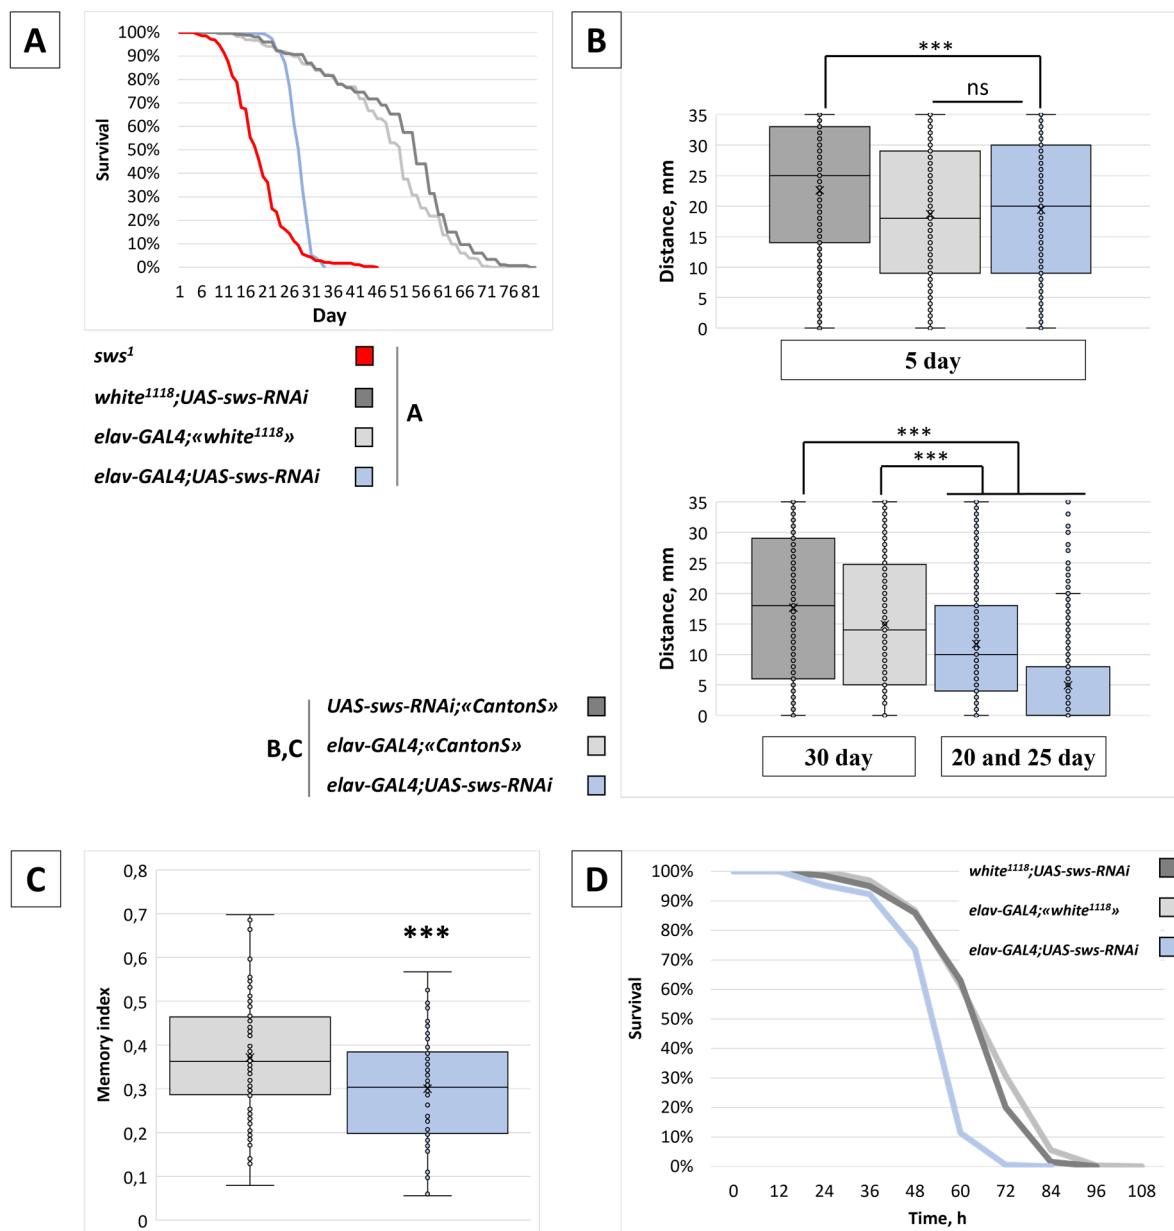 A
100%
90%
80%
70%
60%
50%
40%
30%
20%
10%
0%
Survival
1 6 11 16 21 26 31 36 41 46 51 56 61 66 71 76 81
Day
sws¹
white¹¹¹⁸;UAS-sws-RNAi
elav-GAL4;«white¹¹¹⁸»
elav-GAL4;UAS-sws-RNAi
A
B
***
ns
35
30
25
20
15
10
5
0
Distance, mm
5 day
***
***
35
30
25
20
15
10
5
0
Distance, mm
30 day
20 and 25 day
B,C
UAS-sws-RNAi;«CantonS»
elav-GAL4;«CantonS»
elav-GAL4;UAS-sws-RNAi
C
0,8
0,7
0,6
0,5
0,4
0,3
0,2
0,1
0
Memory index
***
D
100%
90%
80%
70%
60%
50%
40%
30%
20%
10%
0%
Survival
white¹¹¹⁸;UAS-sws-RNAi
elav-GAL4;«white¹¹¹⁸»
elav-GAL4;UAS-sws-RNAi
0 12 24 36 48 60 72 84 96 108
Time, h